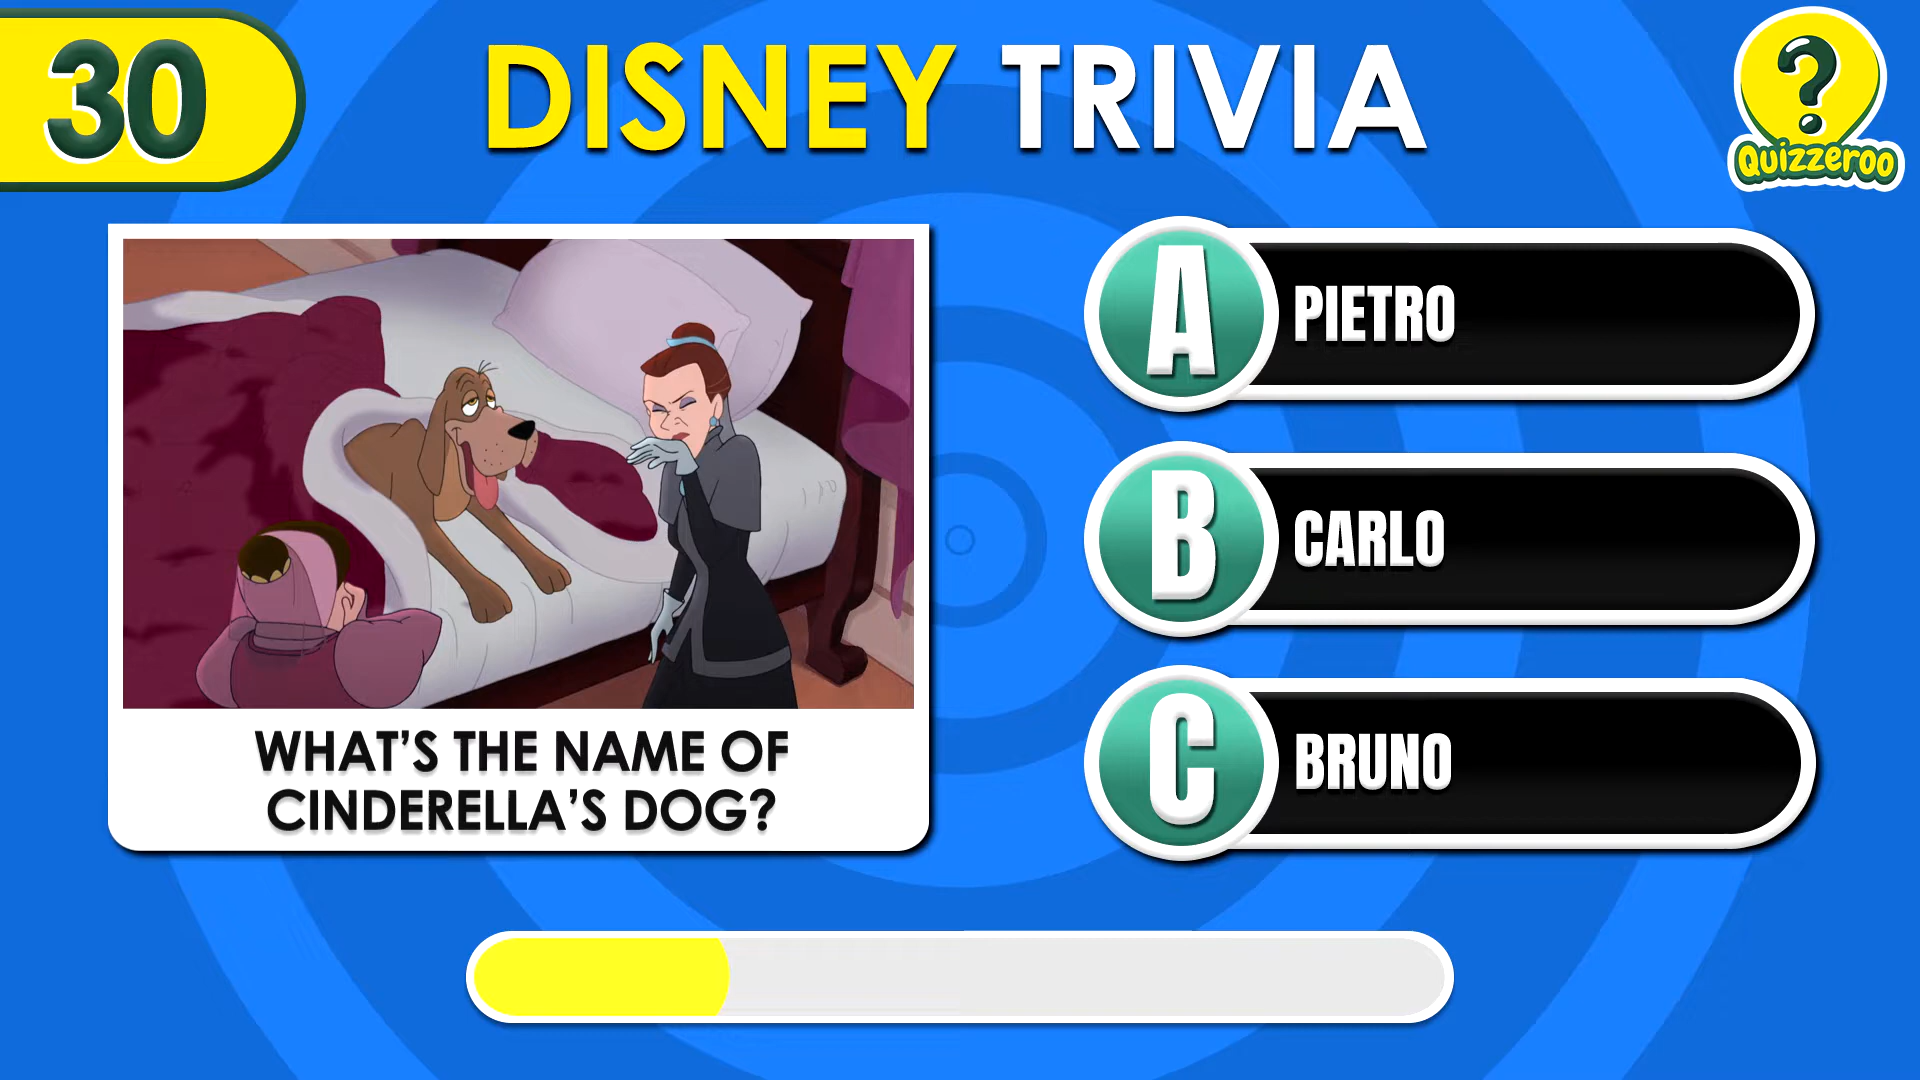 30
DISNEY TRIVIA
?
Quizzeroo
A
PIETRO
B
CARLO
C
BRUNO
WHAT'S THE NAME OF
CINDERELLA'S DOG?